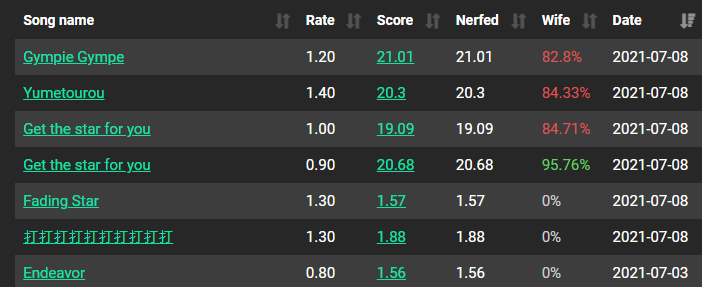 Song name Rate Score Nerfed Wife Date
Gympie Gympe 1.20 21.01 21.01 82.8% 2021-07-08
Yumetourou 1.40 20.3 20.3 84.33% 2021-07-08
Get the star for you 1.00 19.09 19.09 84.71% 2021-07-08
Get the star for you 0.90 20.68 20.68 95.76% 2021-07-08
Fading Star 1.30 1.57 1.57 0% 2021-07-08
打打打打打打打打打打 1.30 1.88 1.88 0% 2021-07-08
Endeavor 0.80 1.56 1.56 0% 2021-07-03